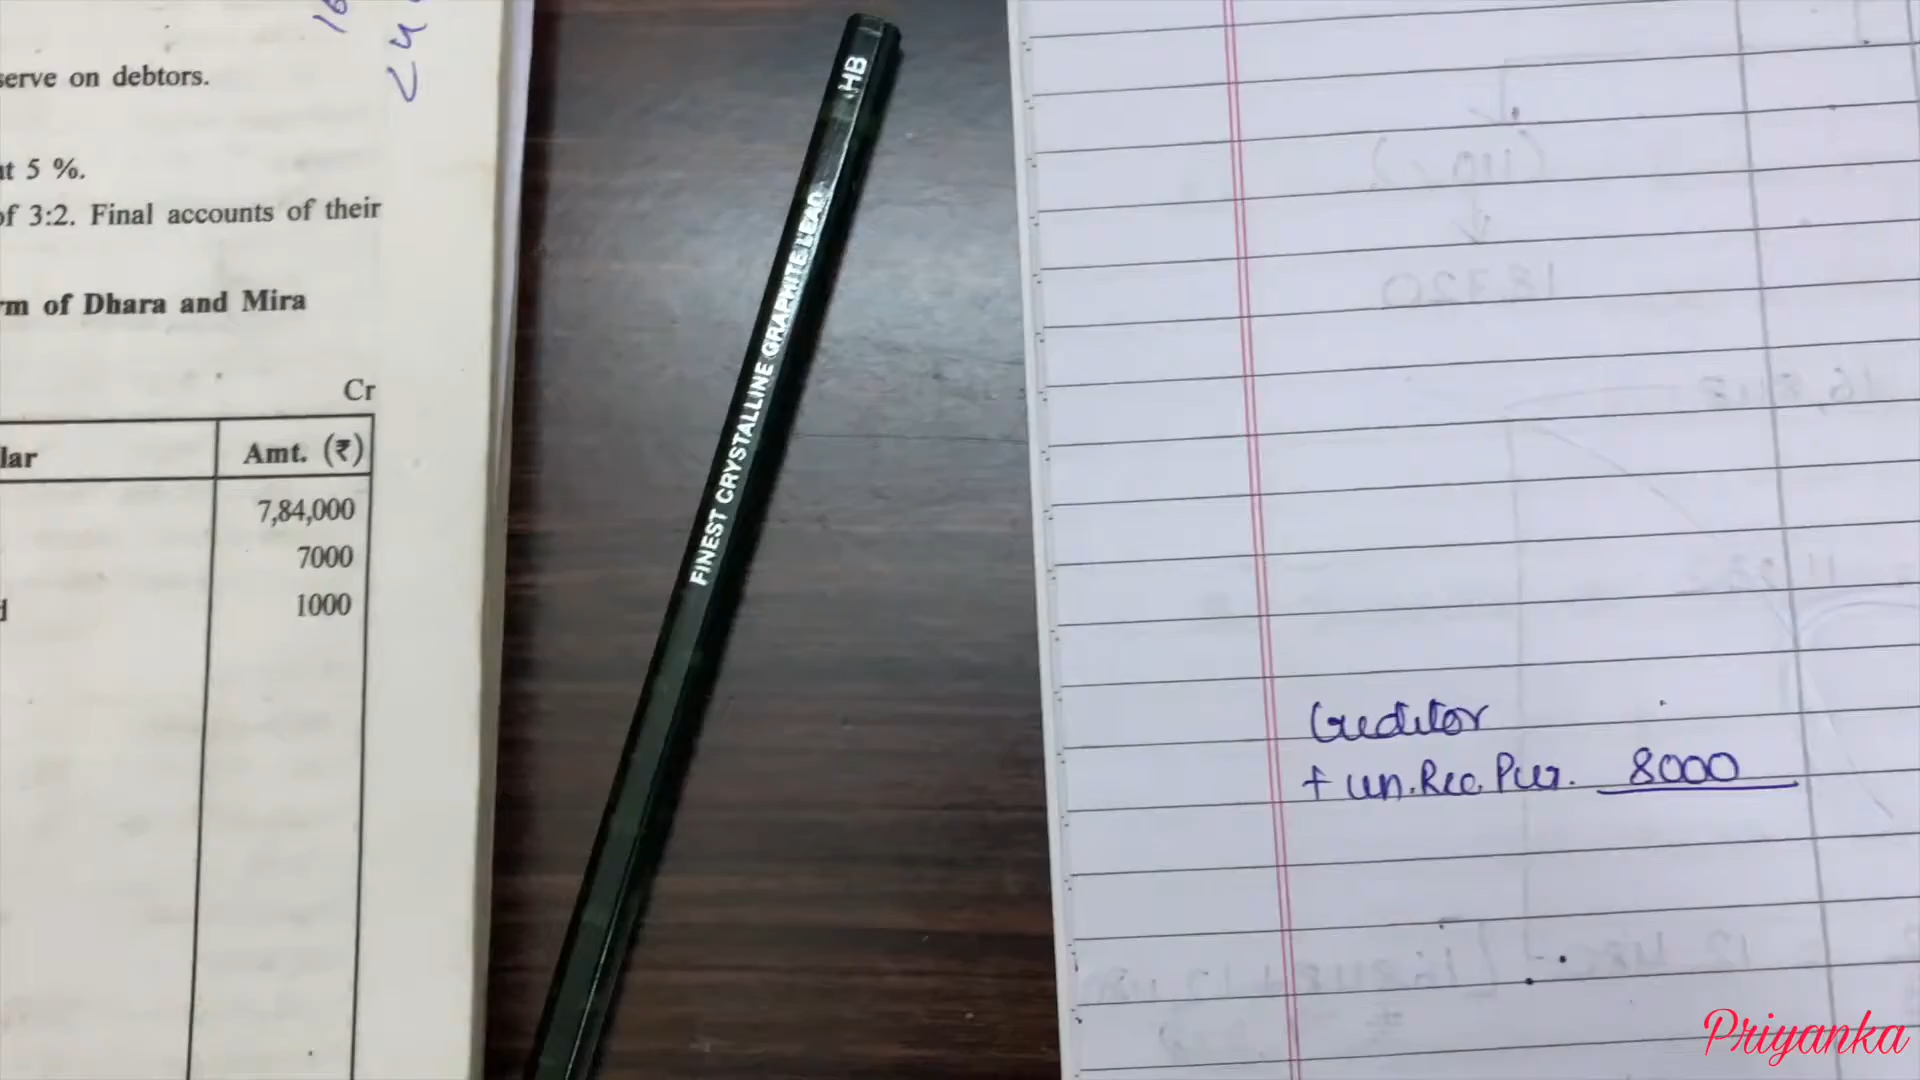 serve on debtors.
at 5 %.
of 3:2. Final accounts of their
rm of Dhara and Mira
Cr
lar
Amt. (₹)
7,84,000
7000
1000
HB
FINEST CRYSTALLINE GRAPHITE LEAD
Creditor
+ un.Rec.Pur. 8000
Priyanka